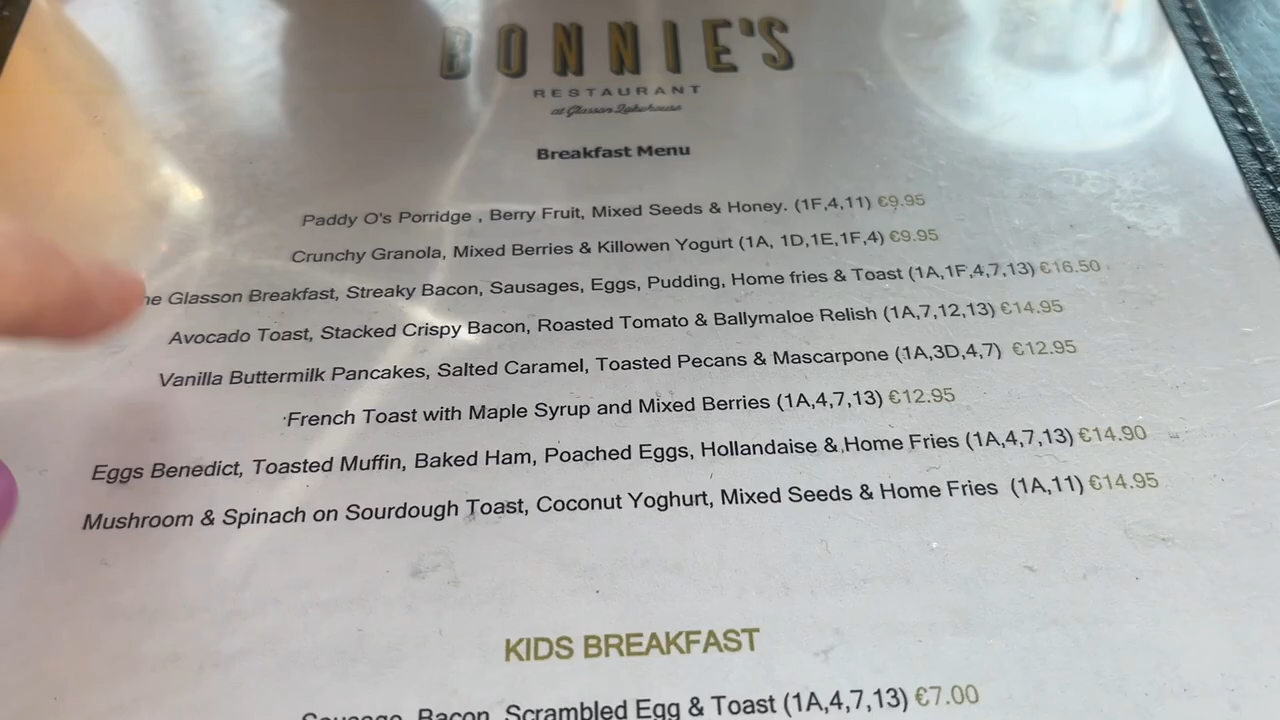 BONNIE'S
RESTAURANT
at Glasson Lakehouse
Breakfast Menu
Paddy O's Porridge , Berry Fruit, Mixed Seeds & Honey. (1F,4,11) €9.95
Crunchy Granola, Mixed Berries & Killowen Yogurt (1A, 1D,1E,1F,4) €9.95
he Glasson Breakfast, Streaky Bacon, Sausages, Eggs, Pudding, Home fries & Toast (1A,1F,4,7,13) €16.50
Avocado Toast, Stacked Crispy Bacon, Roasted Tomato & Ballymaloe Relish (1A,7,12,13) €14.95
Vanilla Buttermilk Pancakes, Salted Caramel, Toasted Pecans & Mascarpone (1A,3D,4,7) €12.95
French Toast with Maple Syrup and Mixed Berries (1A,4,7,13) €12.95
Eggs Benedict, Toasted Muffin, Baked Ham, Poached Eggs, Hollandaise & Home Fries (1A,4,7,13) €14.90
Mushroom & Spinach on Sourdough Toast, Coconut Yoghurt, Mixed Seeds & Home Fries (1A,11) €14.95
KIDS BREAKFAST
Sausage, Bacon, Scrambled Egg & Toast (1A,4,7,13) €7.00